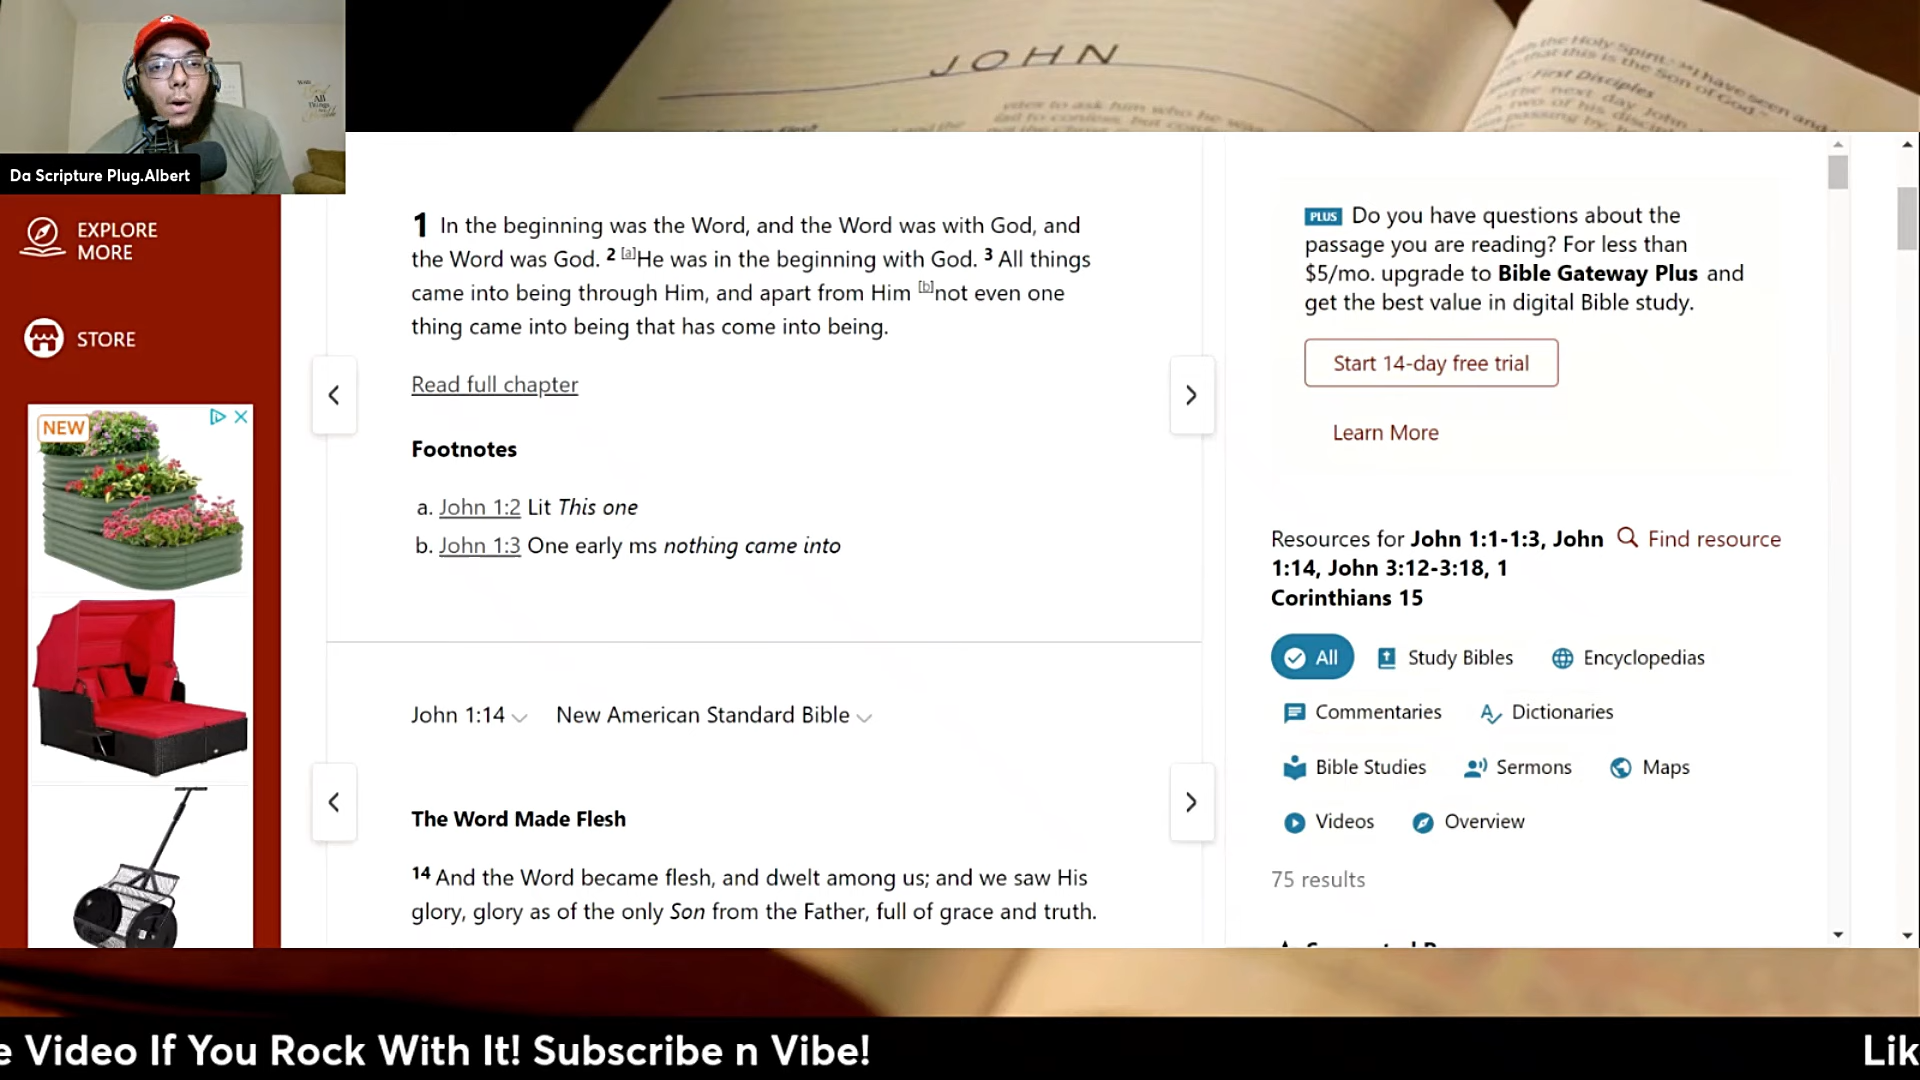 JOHN
First Disciples
Da Scripture Plug.Albert
EXPLORE
MORE
STORE
NEW
1 In the beginning was the Word, and the Word was with God, and
the Word was God. 2 [a]He was in the beginning with God. 3 All things
came into being through Him, and apart from Him [b]not even one
thing came into being that has come into being.
Read full chapter
Footnotes
a. John 1:2 Lit This one
b. John 1:3 One early ms nothing came into
John 1:14 New American Standard Bible
The Word Made Flesh
14 And the Word became flesh, and dwelt among us; and we saw His
glory, glory as of the only Son from the Father, full of grace and truth.
PLUS Do you have questions about the
passage you are reading? For less than
$5/mo. upgrade to Bible Gateway Plus and
get the best value in digital Bible study.
Start 14-day free trial
Learn More
Resources for John 1:1-1:3, John
1:14, John 3:12-3:18, 1
Corinthians 15
Find resource
All Study Bibles Encyclopedias
Commentaries Dictionaries
Bible Studies Sermons Maps
Videos Overview
75 results
e Video If You Rock With It! Subscribe n Vibe!
Lik